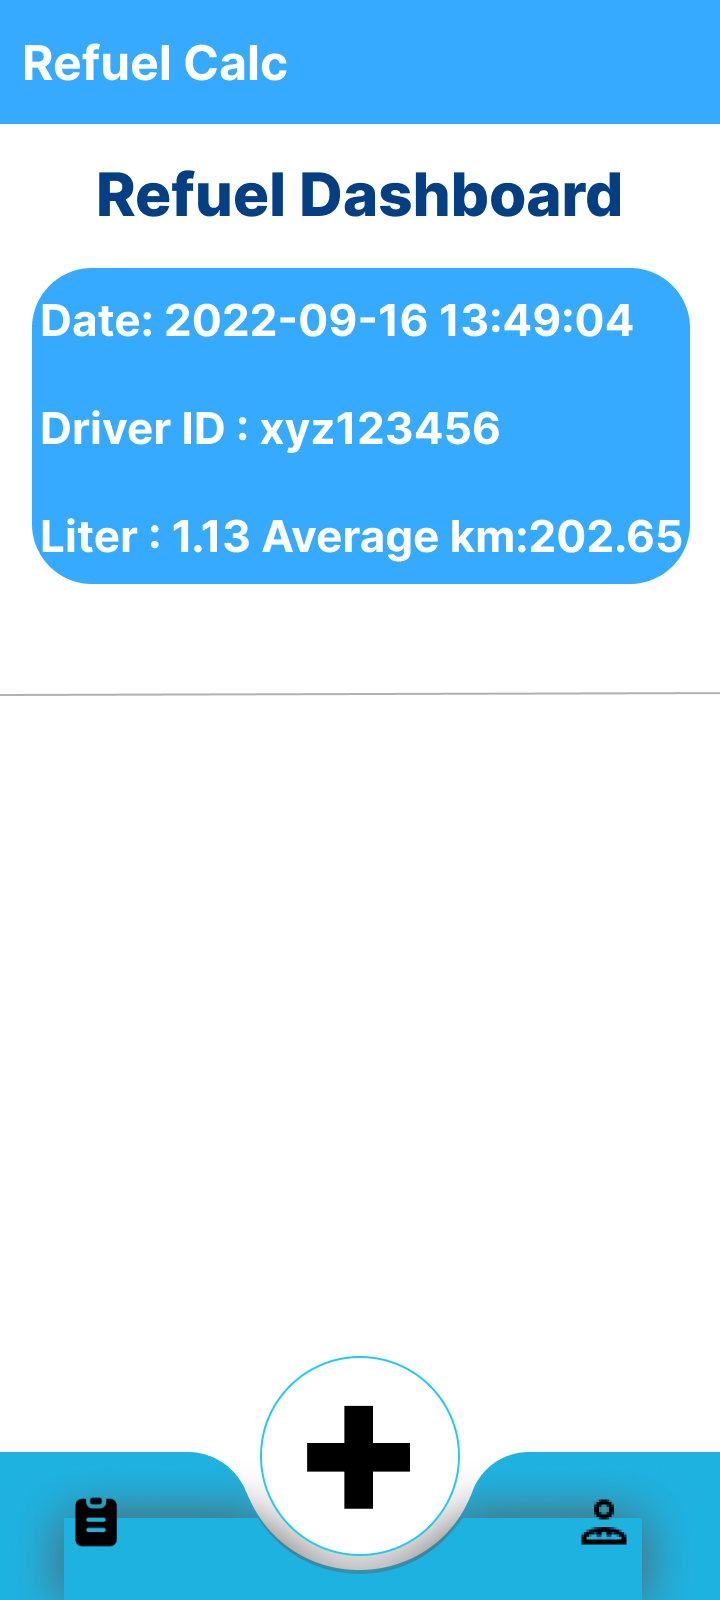 Refuel Calc
Refuel Dashboard
Date: 2022-09-16 13:49:04
Driver ID : xyz123456
Liter : 1.13 Average km:202.65